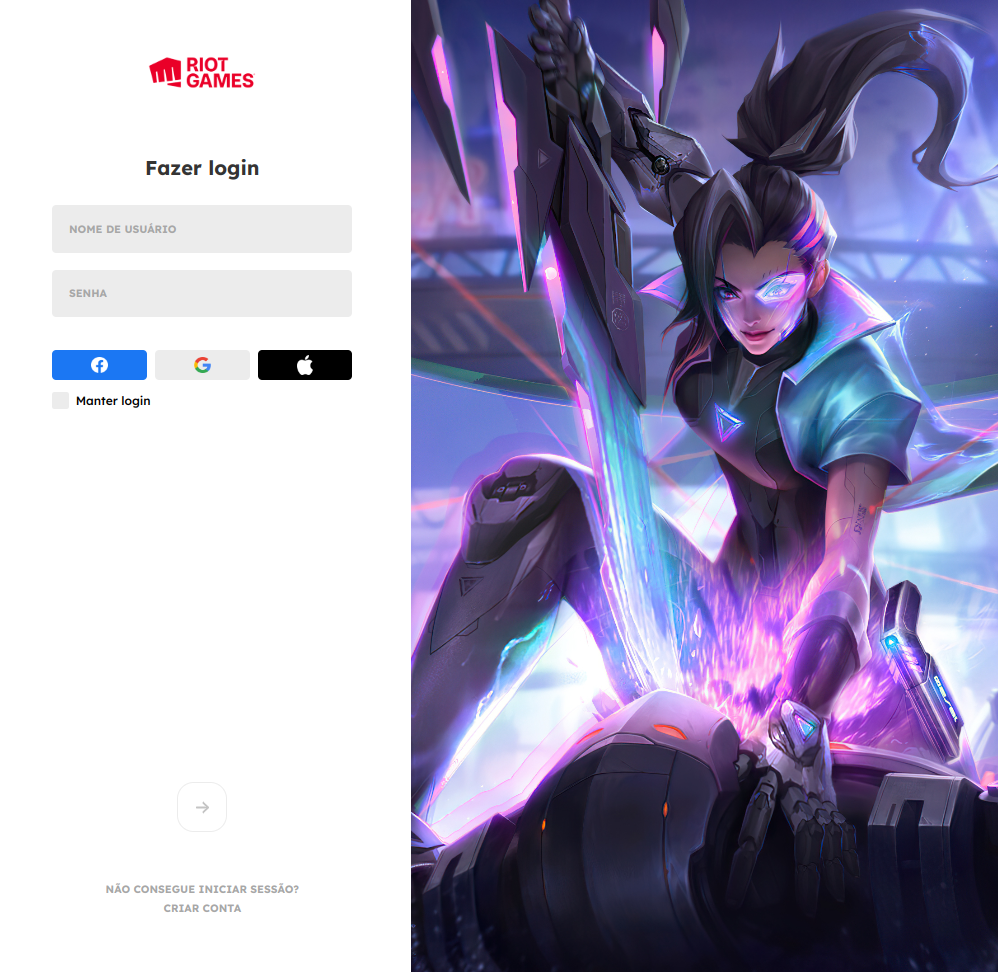 RIOT
GAMES
Fazer login
NOME DE USUÁRIO
SENHA
Manter login
NÃO CONSEGUE INICIAR SESSÃO?
CRIAR CONTA